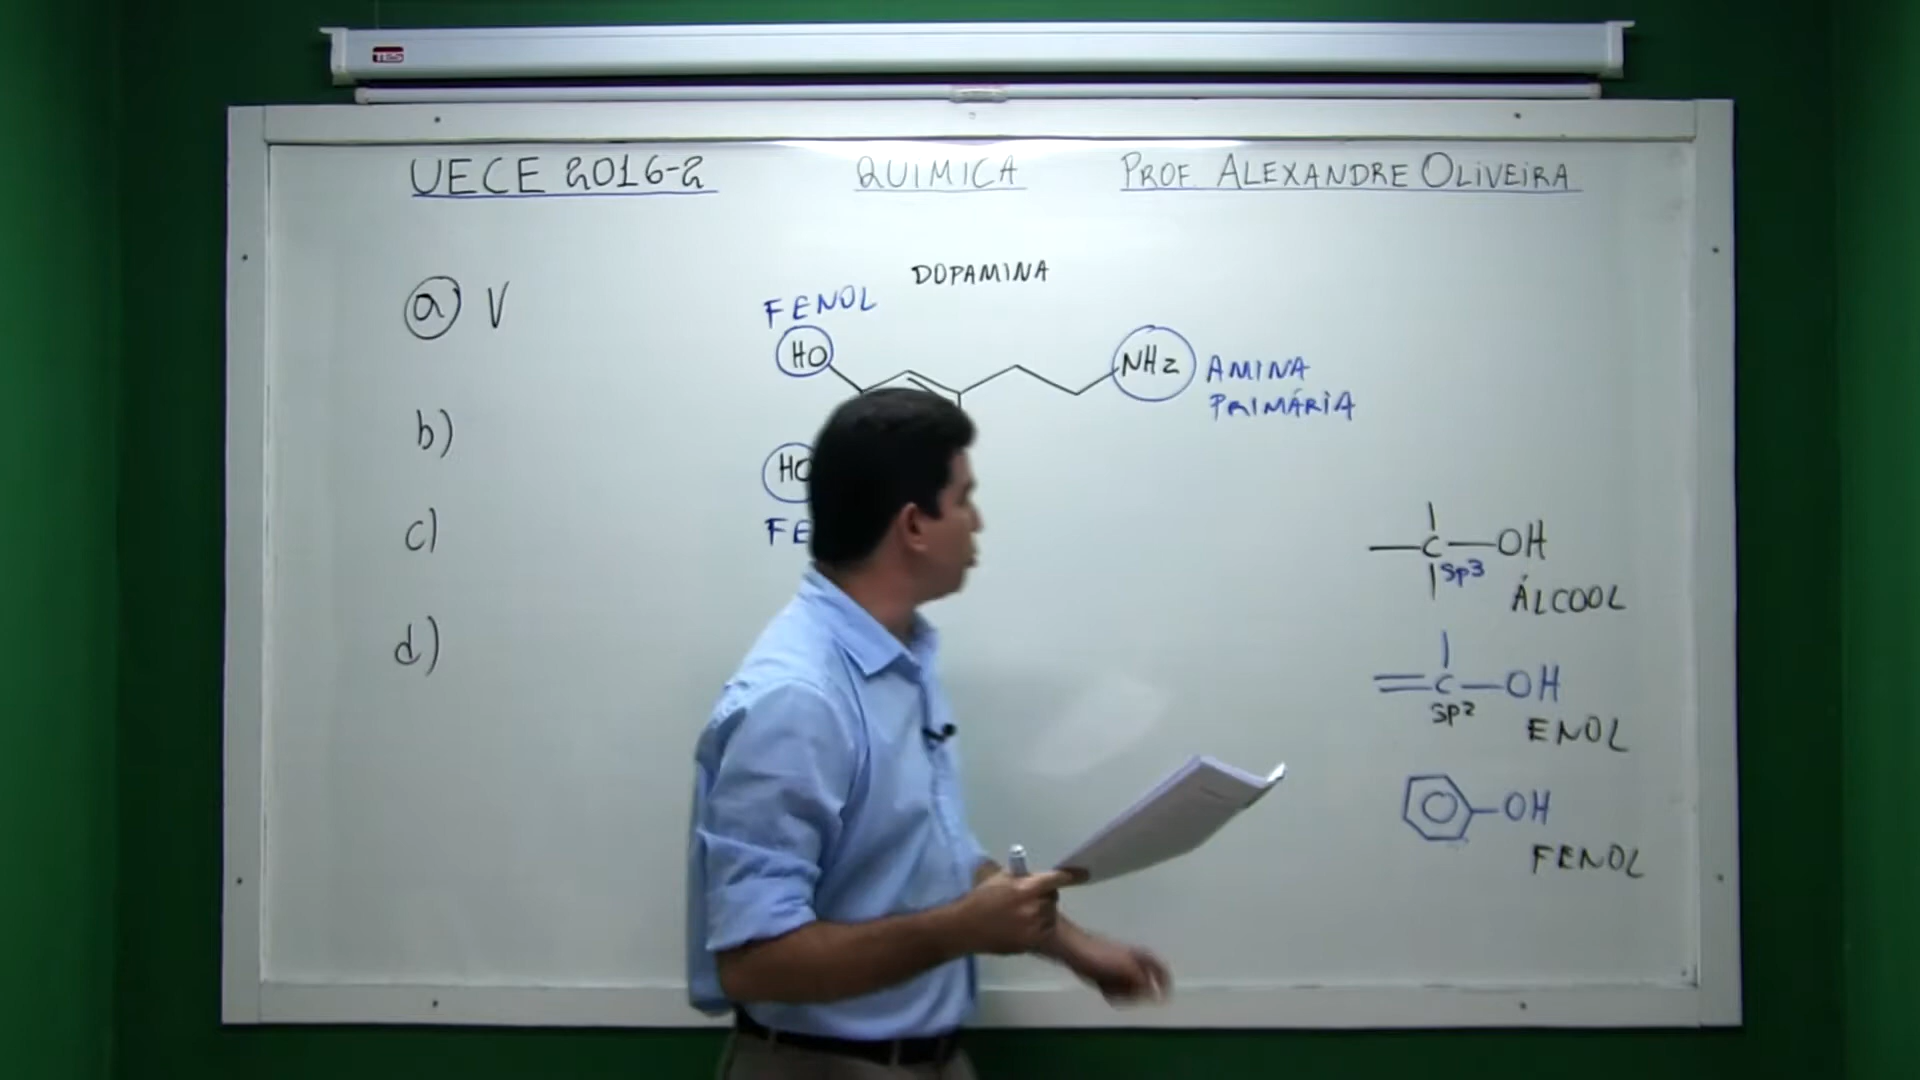 UECE 2016-2
QUIMICA
PROF. ALEXANDRE OLIVEIRA
a) V
b)
c)
d)
DOPAMINA
FENOL
HO
NH2
AMINA
PRIMÁRIA
HO
FE
C—OH
sp3
ÁLCOOL
=C—OH
sp2
ENOL
—OH
FENOL